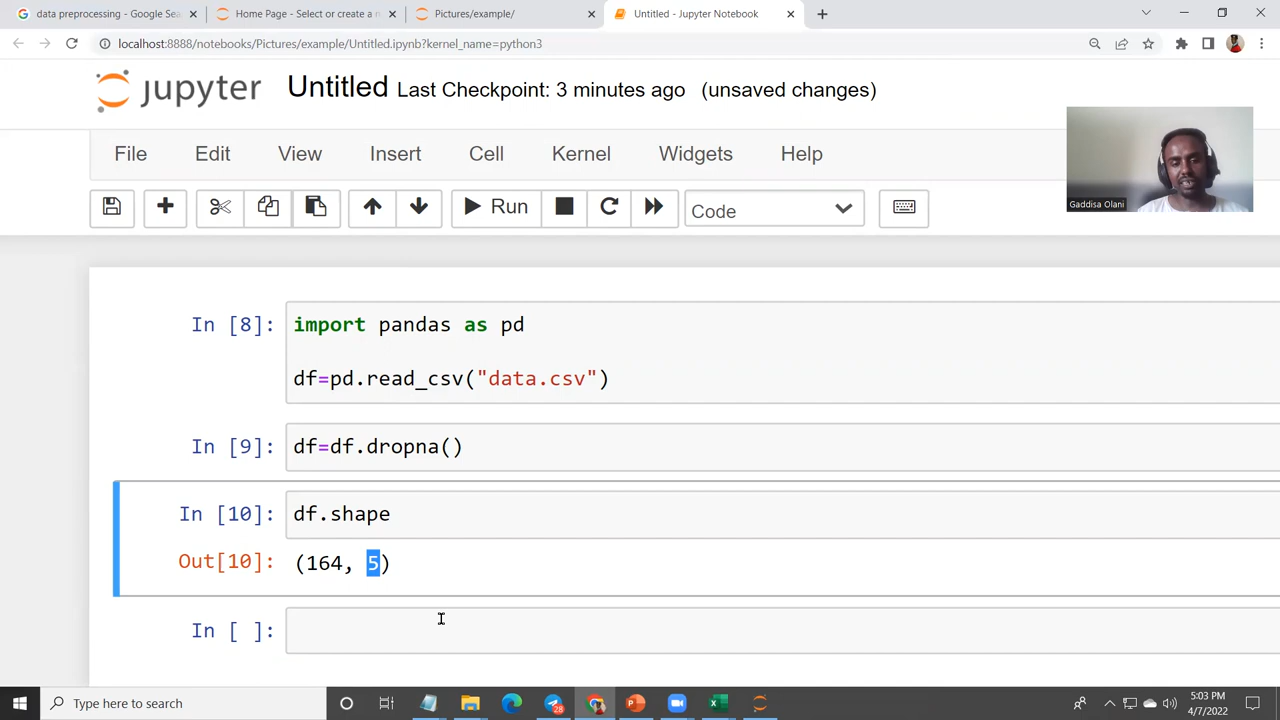 data preprocessing - Google Sea
Home Page - Select or create a n
Pictures/example/
Untitled - Jupyter Notebook
localhost:8888/notebooks/Pictures/example/Untitled.ipynb?kernel_name=python3
jupyter Untitled Last Checkpoint: 3 minutes ago (unsaved changes)
File Edit View Insert Cell Kernel Widgets Help
Run Code
Gaddisa Olani
In [8]: import pandas as pd
df=pd.read_csv("data.csv")
In [9]: df=df.dropna()
In [10]: df.shape
Out[10]: (164, 5)
In [ ]:
Type here to search
28
5:03 PM
4/7/2022